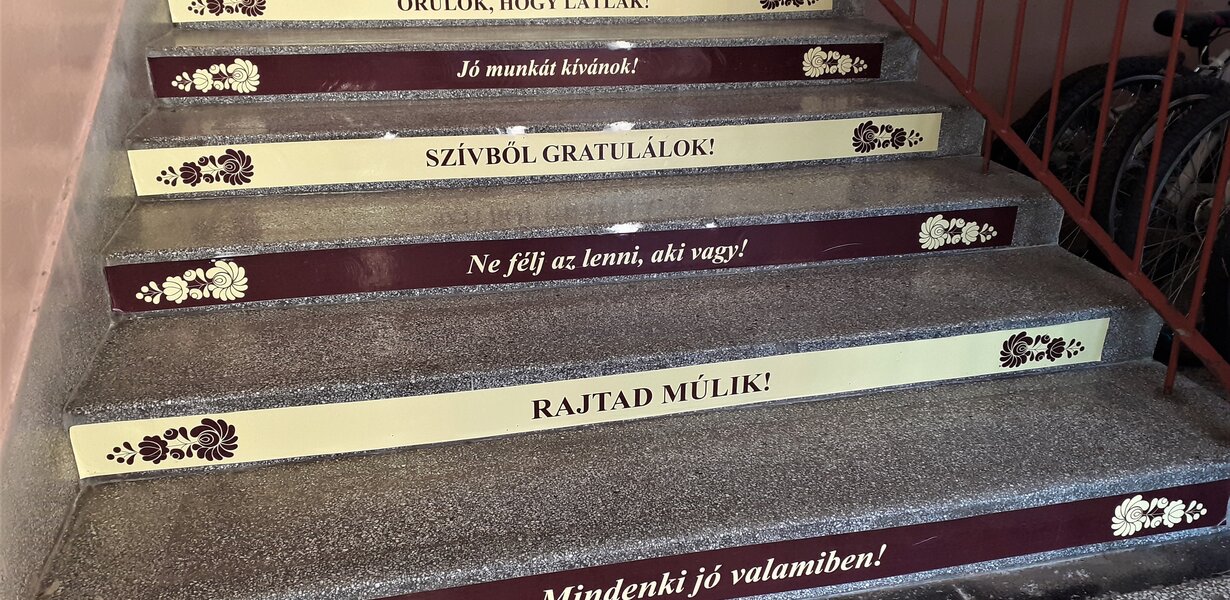 ÖRÜLÖK, HOGY LÁTLAK!
Jó munkát kívánok!
SZÍVBŐL GRATULÁLOK!
Ne félj az lenni, aki vagy!
RAJTAD MÚLIK!
Mindenki jó valamiben!